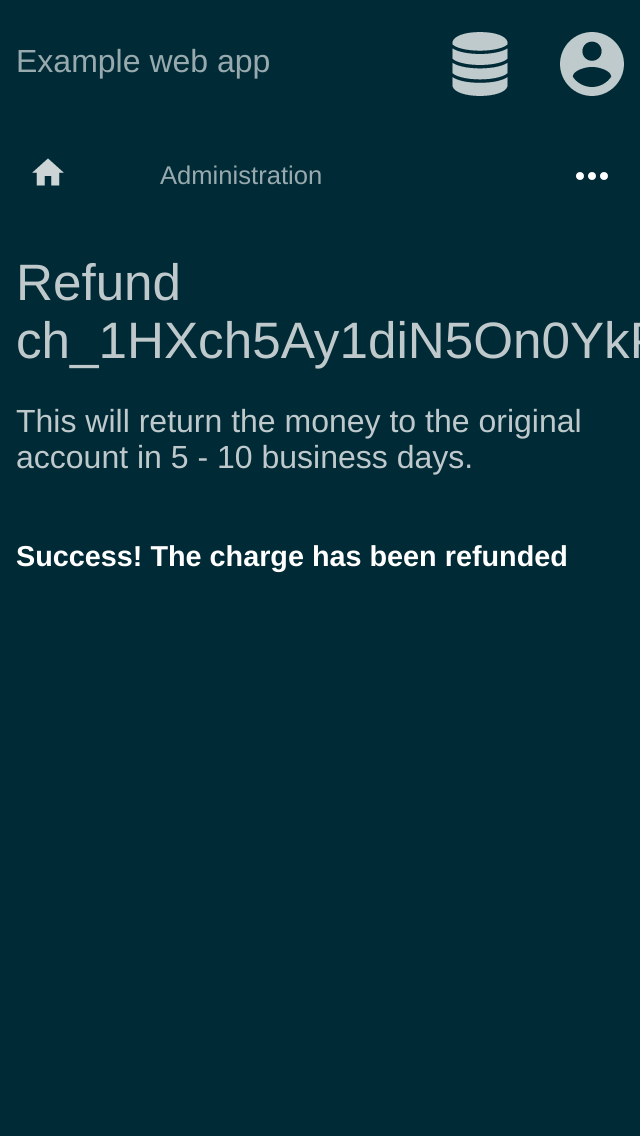 Example web app
Administration
Refund
ch_1HXch5Ay1diN5On0Yk
This will return the money to the original
account in 5 - 10 business days.
Success! The charge has been refunded